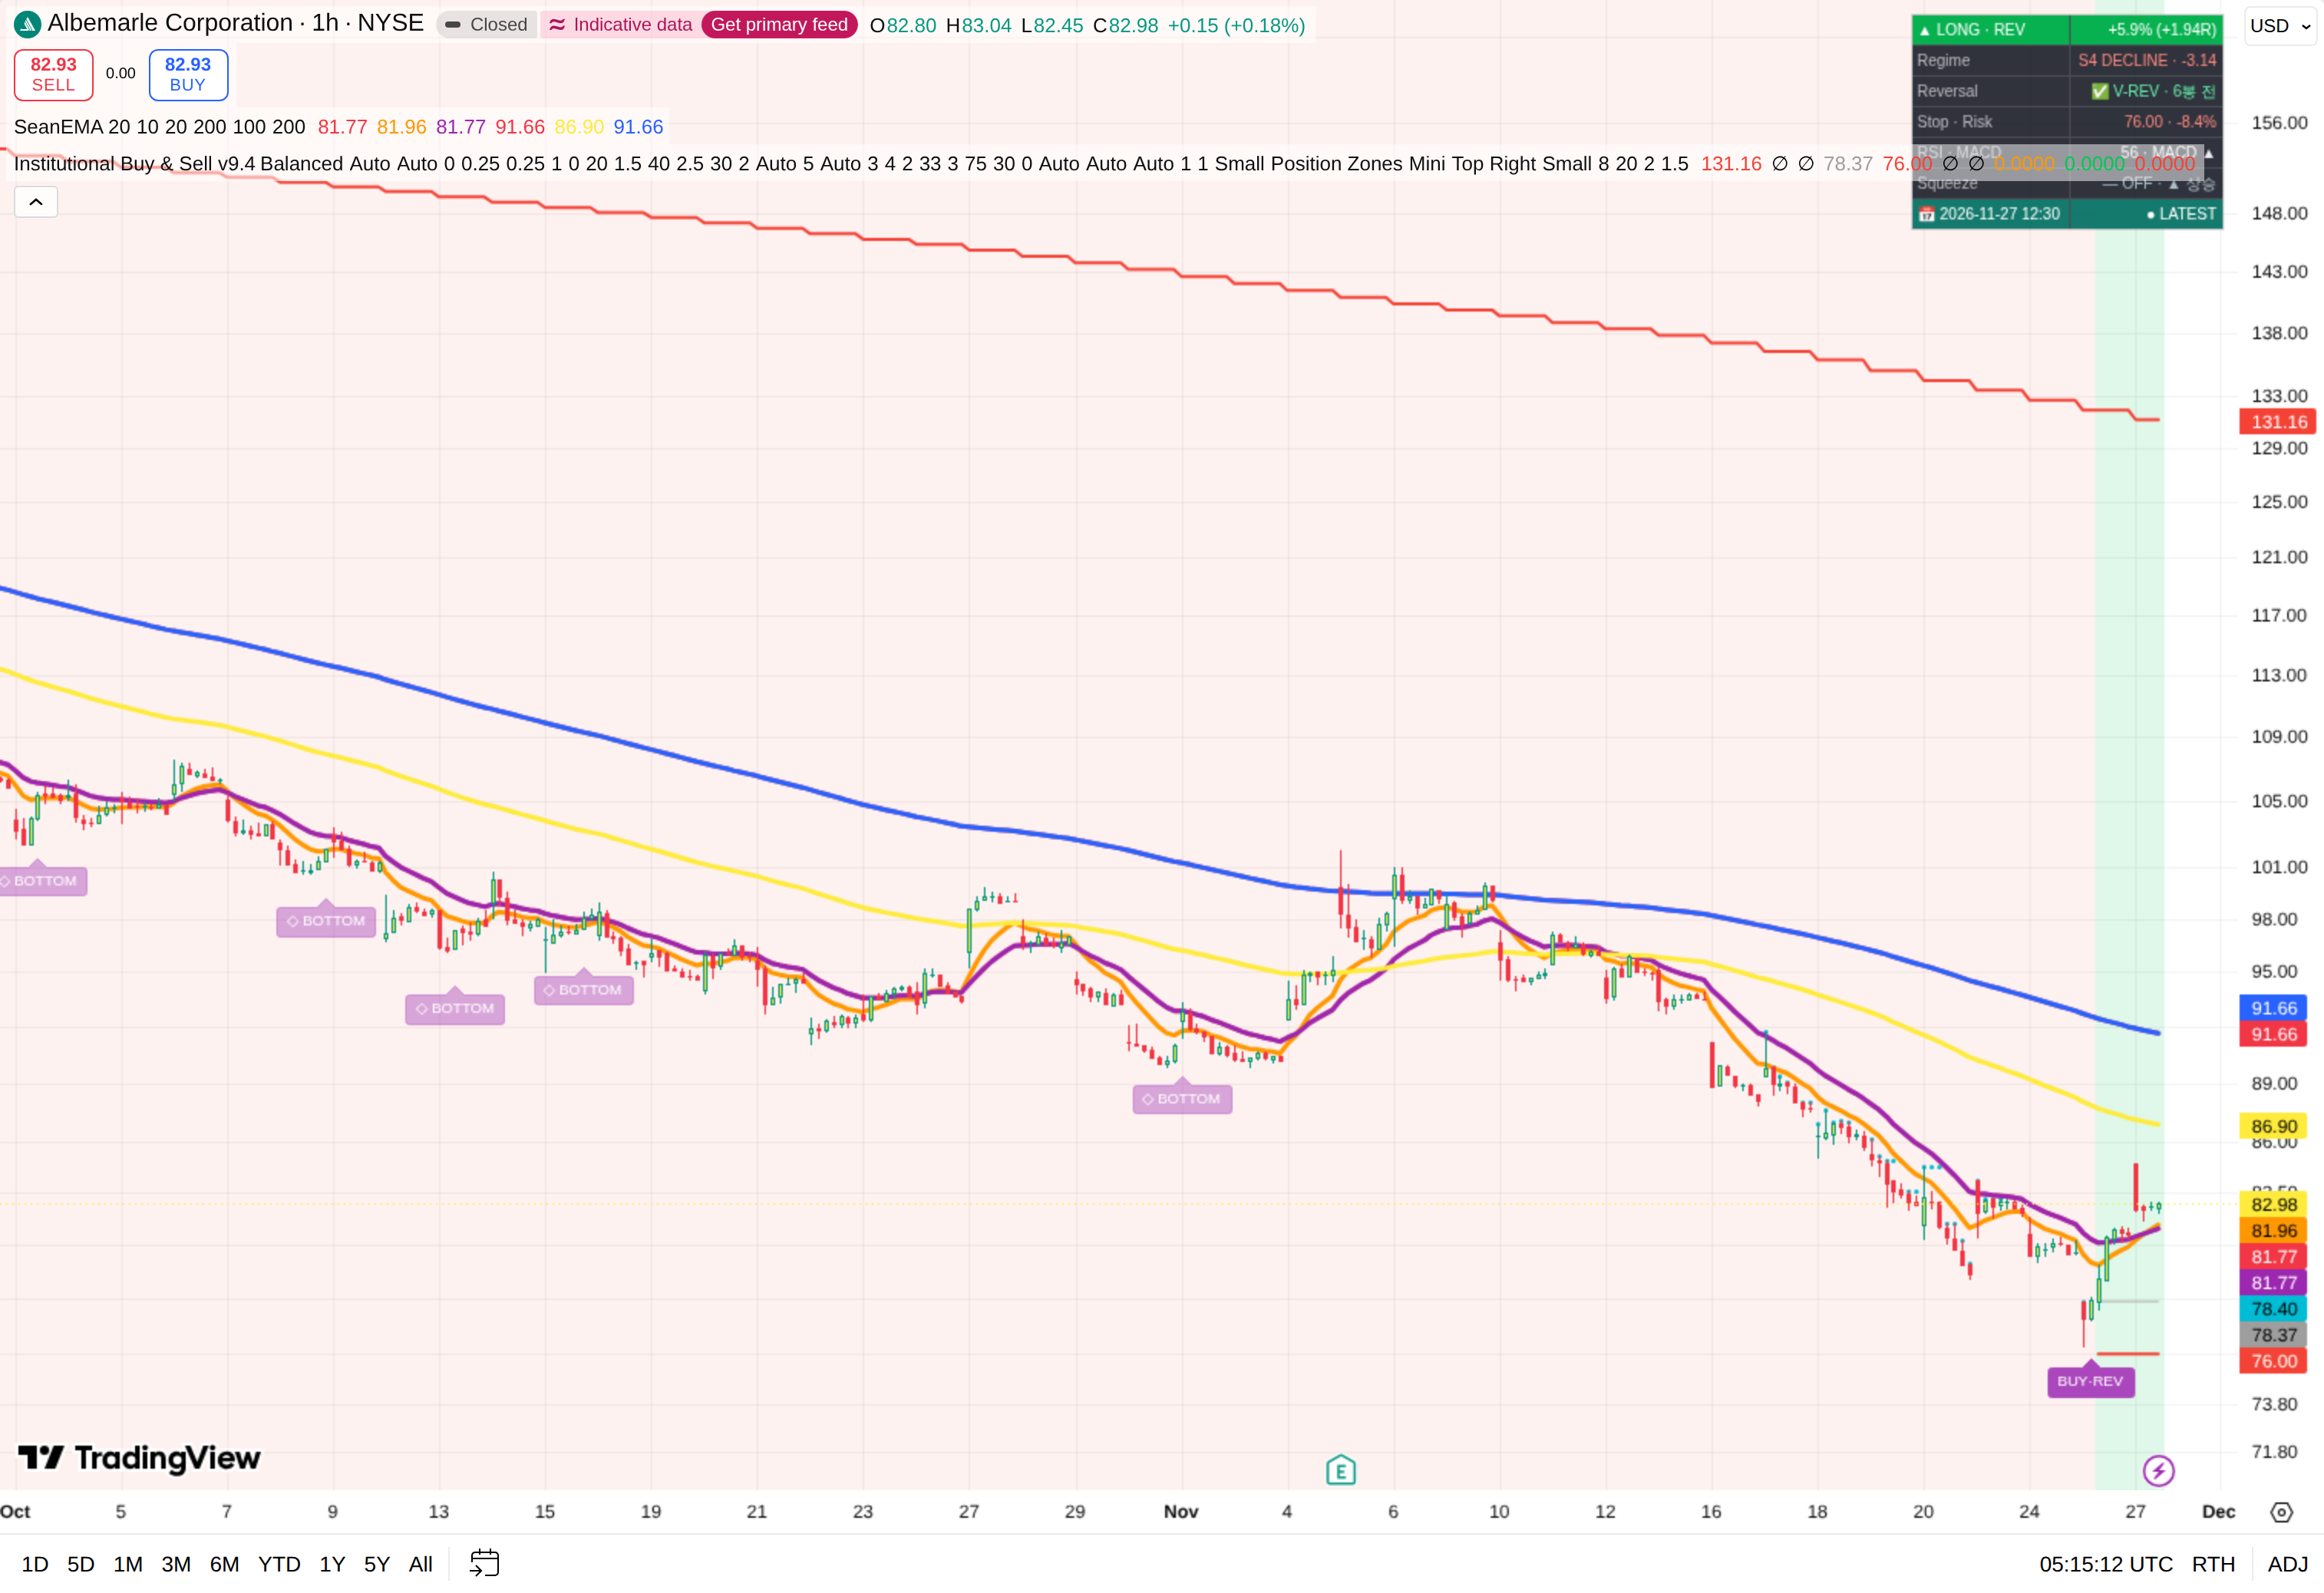 Albemarle Corporation · 1h · NYSE Closed Indicative data Get primary feed O82.80 H83.04 L82.45 C82.98 +0.15 (+0.18%)
82.93 SELL 0.00 82.93 BUY
SeanEMA 20 10 20 200 100 200 81.77 81.96 81.77 91.66 86.90 91.66
Institutional Buy & Sell v9.4 Balanced Auto Auto 0 0.25 0.25 1 0 20 1.5 40 2.5 30 2 Auto 5 Auto 3 4 2 33 3 75 30 0 Auto Auto Auto 1 1 Small Position Zones Mini Top Right Small 8 20 2 1.5 131.16 ∅ ∅ 78.37 76.00 ∅ ∅ 0.0000 0.0000 0.0000
▲ LONG · REV +5.9% (+1.94R)
Regime S4 DECLINE · -3.14
Reversal ✅ V-REV · 6봉 전
Stop · Risk 76.00 · -8.4%
RSI · MACD 56 · MACD ▲
Squeeze — OFF · ▲ 상승
📅 2026-11-27 12:30 ● LATEST
USD
156.00
148.00
143.00
138.00
133.00
131.16
129.00
125.00
121.00
117.00
113.00
109.00
105.00
101.00
98.00
95.00
91.66
91.66
89.00
86.90
86.00
82.98
81.96
81.77
81.77
78.40
78.37
76.00
73.80
71.80
◇ BOTTOM
◇ BOTTOM
◇ BOTTOM
◇ BOTTOM
◇ BOTTOM
BUY-REV
TradingView
E
Oct 5 7 9 13 15 19 21 23 27 29 Nov 4 6 10 12 16 18 20 24 27 Dec
1D 5D 1M 3M 6M YTD 1Y 5Y All 05:15:12 UTC RTH ADJ